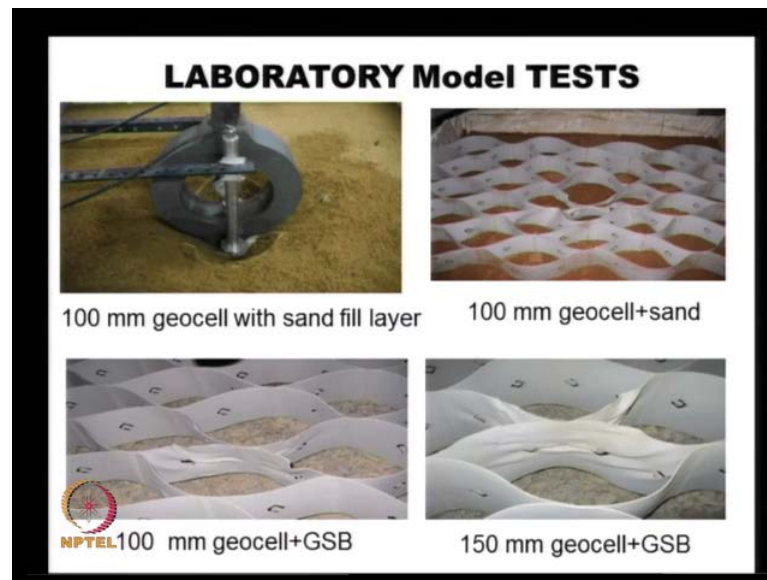 LABORATORY Model TESTS
100 mm geocell with sand fill layer
100 mm geocell+sand
100 mm geocell+GSB
150 mm geocell+GSB
NPTEL